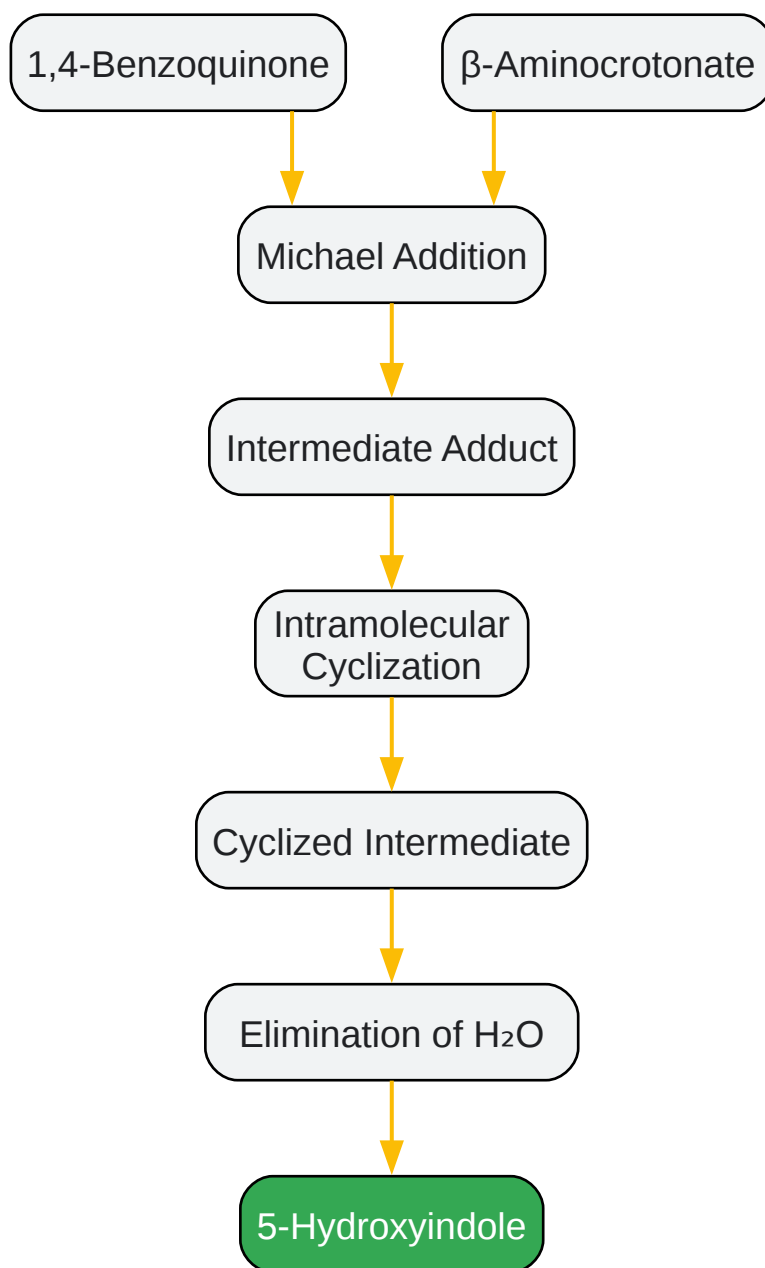 1,4-Benzoquinone
β-Aminocrotonate
Michael Addition
Intermediate Adduct
Intramolecular
Cyclization
Cyclized Intermediate
Elimination of H₂O
5-Hydroxyindole